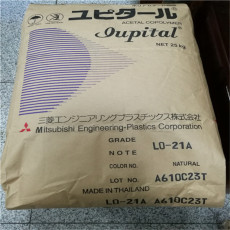 ユピタール
ACETAL COPOLYMER
Iupital
NET 25 kg
三菱エンジニアリングプラスチックス株式会社
Mitsubishi Engineering-Plastics Corporation
GRADE LO-21A
NOTE
COLOR NO. NATURAL
LOT NO. A610C23T
MADE IN THAILAND
LO-21A A610C23T